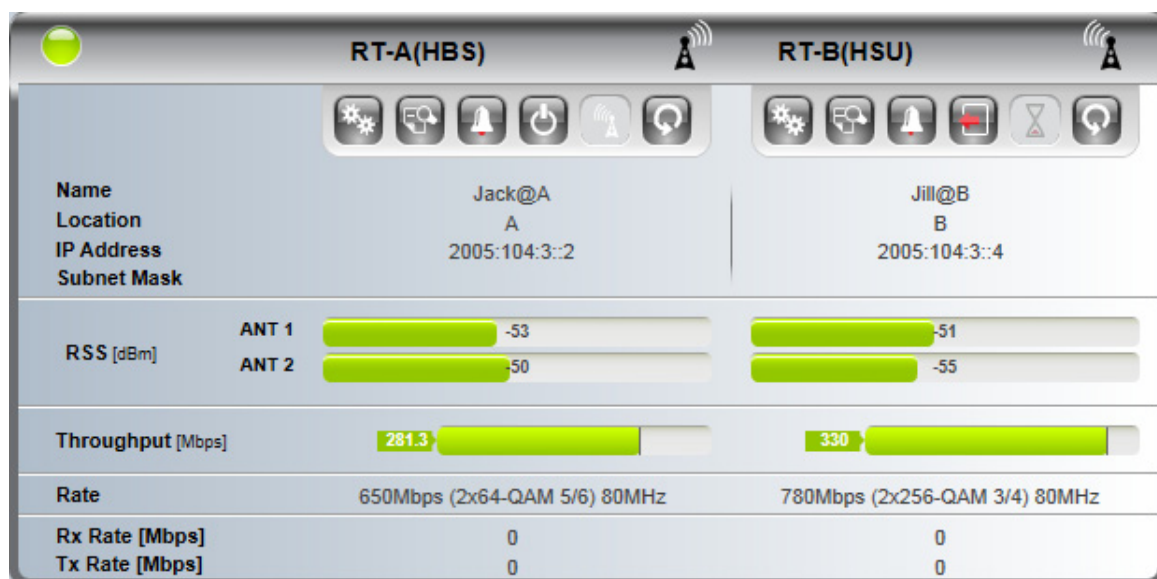 RT-A(HBS) RT-B(HSU)
Name Jack@A Jill@B
Location A B
IP Address 2005:104:3::2 2005:104:3::4
Subnet Mask
RSS [dBm]
ANT 1 -53 -51
ANT 2 -50 -55
Throughput [Mbps] 281.3 330
Rate 650Mbps (2x64-QAM 5/6) 80MHz 780Mbps (2x256-QAM 3/4) 80MHz
Rx Rate [Mbps] 0 0
Tx Rate [Mbps] 0 0